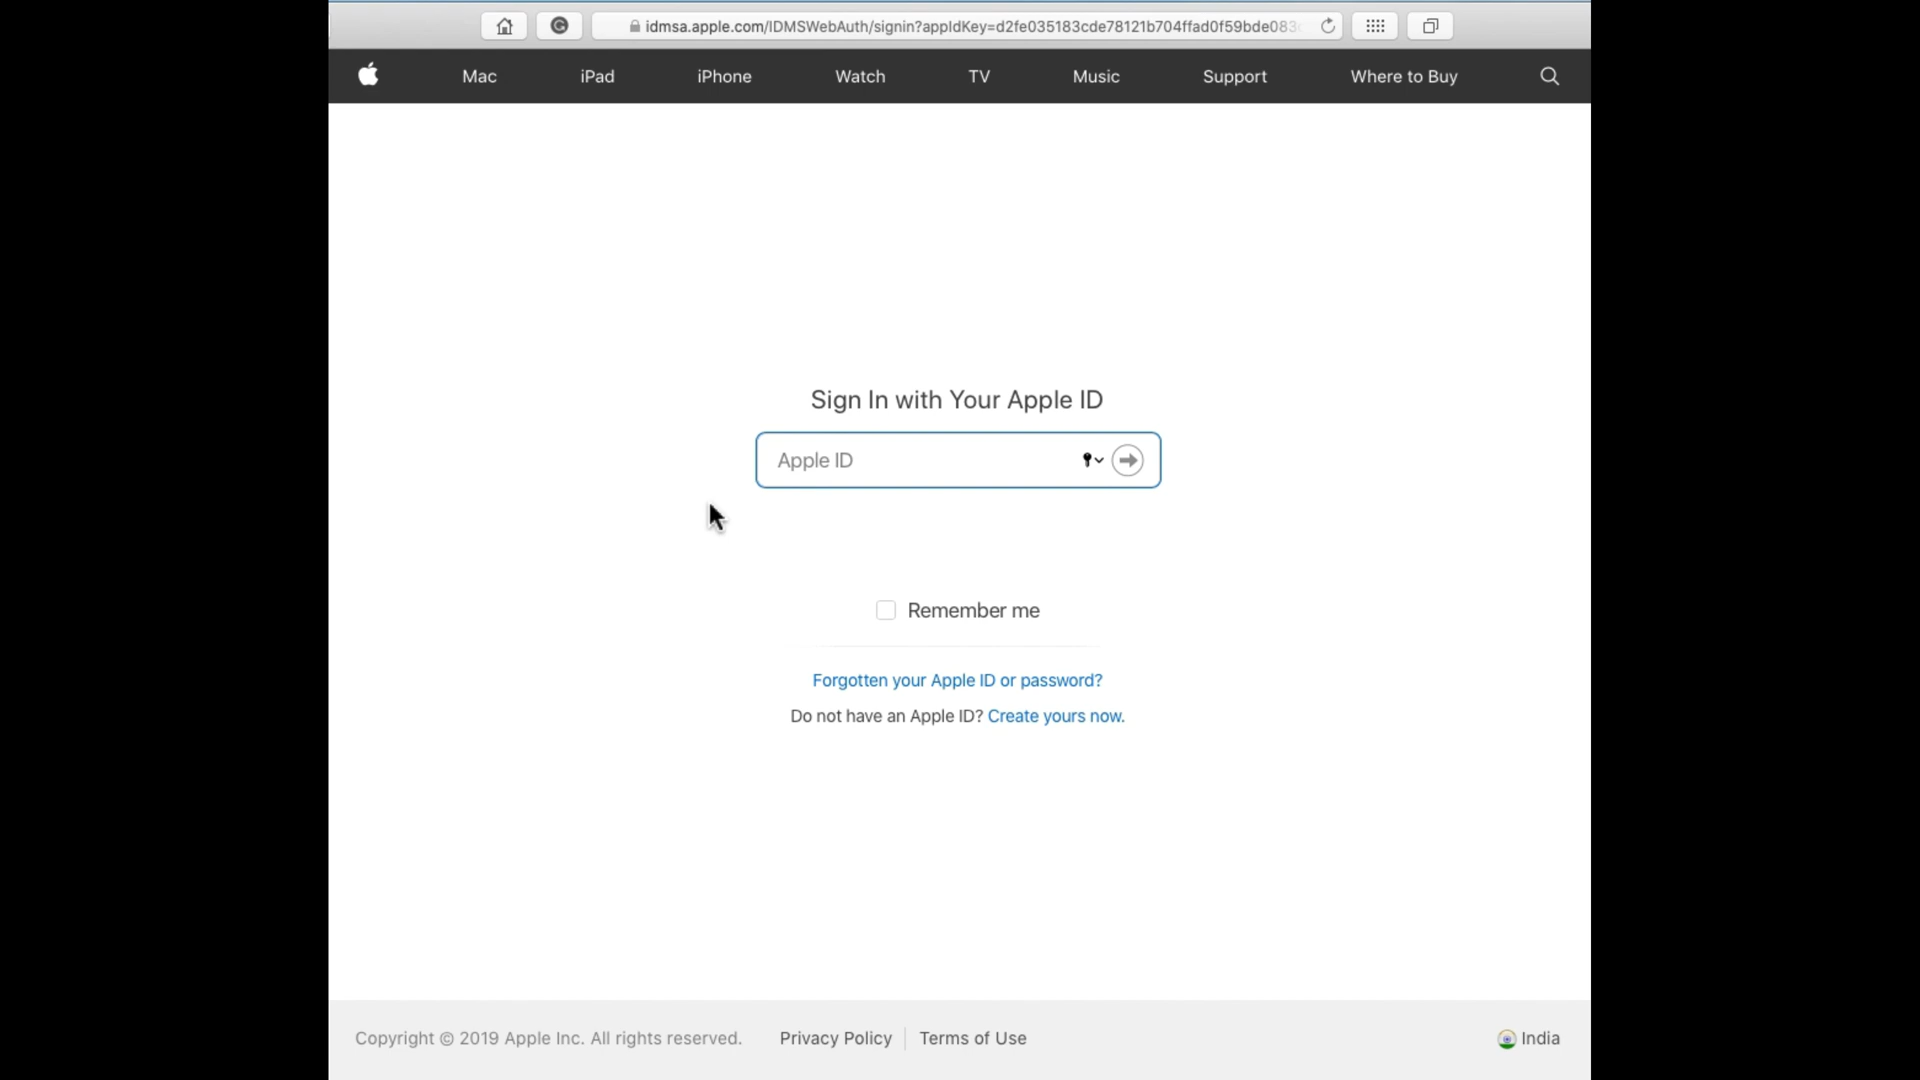 idmsa.apple.com/IDMSWebAuth/signin?appIdKey=d2fe035183cde78121b704ffad0f59bde083
Mac iPad iPhone Watch TV Music Support Where to Buy
Sign In with Your Apple ID
Apple ID
Remember me
Forgotten your Apple ID or password?
Do not have an Apple ID? Create yours now.
Copyright © 2019 Apple Inc. All rights reserved. Privacy Policy Terms of Use India